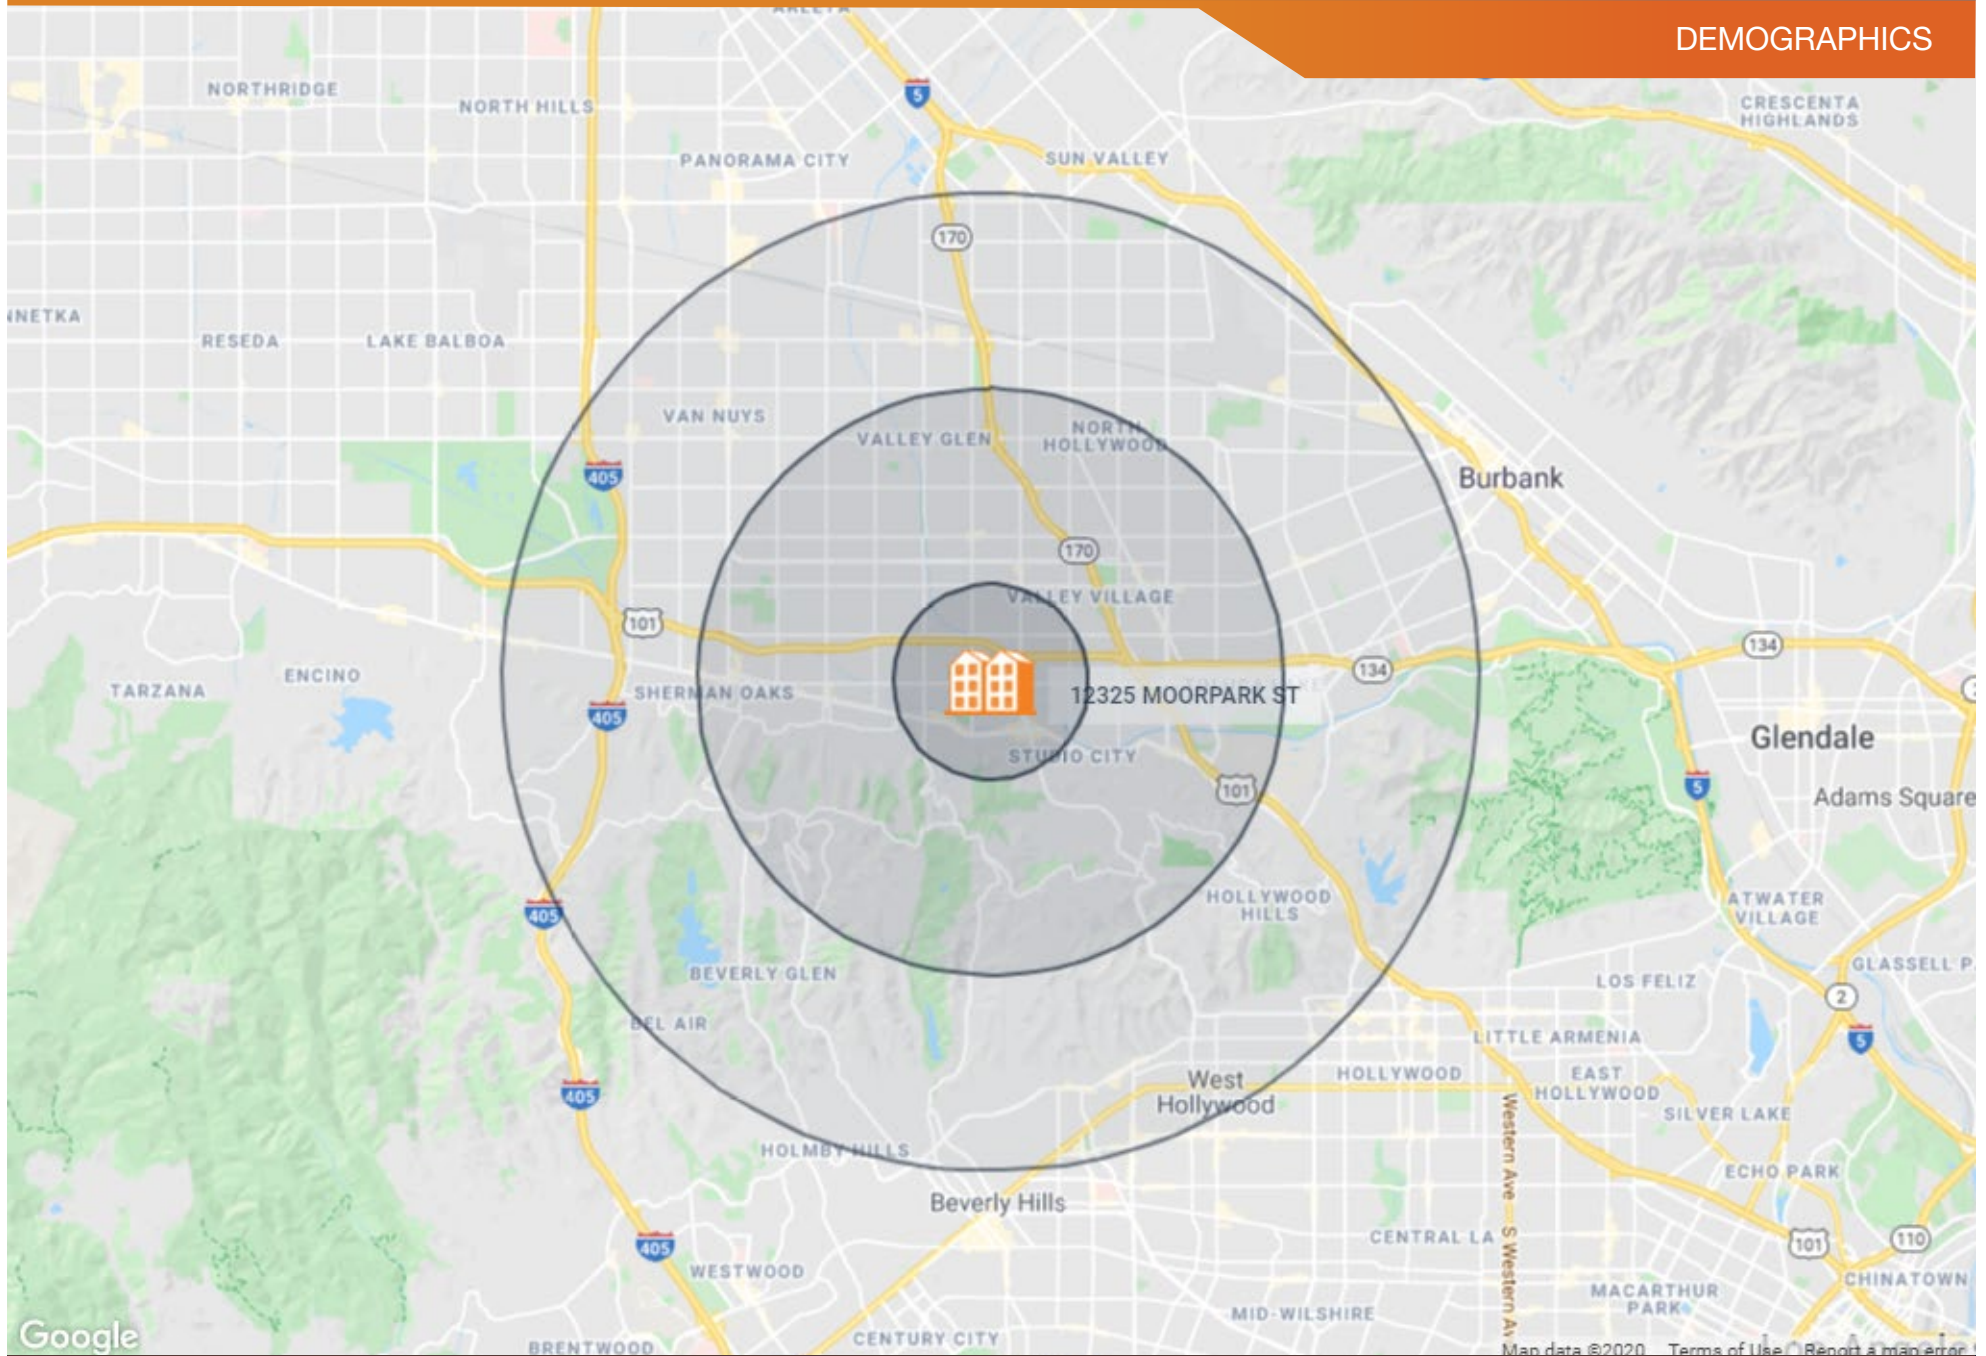 ARLETA
DEMOGRAPHICS
5
NORTHRIDGE
NORTH HILLS
CRESCENTA
HIGHLANDS
PANORAMA CITY
SUN VALLEY
170
NNETKA
RESEDA
LAKE BALBOA
VAN NUYS
VALLEY GLEN
NORTH
HOLLYWOOD
405
Burbank
170
VALLEY VILLAGE
101
134
134
ENCINO
TARZANA
SHERMAN OAKS
12325 MOORPARK ST
405
STUDIO CITY
Glendale
101
5
Adams Square
HOLLYWOOD
HILLS
ATWATER
VILLAGE
405
BEVERLY GLEN
GLASSELL P
LOS FELIZ
2
BEL AIR
LITTLE ARMENIA
5
HOLLYWOOD
EAST
HOLLYWOOD
West
Hollywood
405
SILVER LAKE
HOLMBY HILLS
ECHO PARK
Beverly Hills
Western Ave
S Western Av
CENTRAL LA
101
110
405
WESTWOOD
CHINATOWN
MACARTHUR
PARK
MID-WILSHIRE
Google
BRENTWOOD
CENTURY CITY
Map data ©2020
Terms of Use
Report a map error